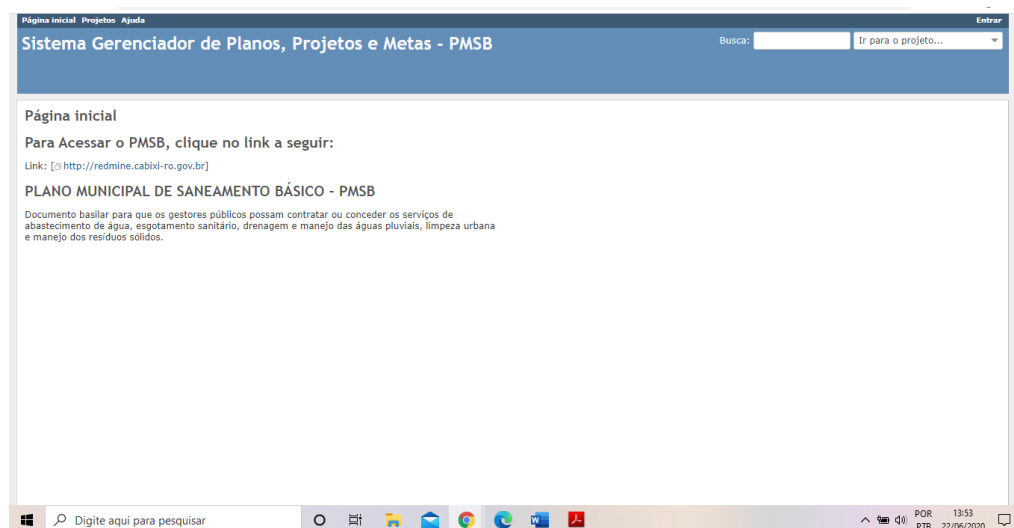 Página inicial Projetos Ajuda Entrar
Sistema Gerenciador de Planos, Projetos e Metas - PMSB
Busca: Ir para o projeto...
Página inicial
Para Acessar o PMSB, clique no link a seguir:
Link: [http://redmine.cabixi-ro.gov.br]
PLANO MUNICIPAL DE SANEAMENTO BÁSICO - PMSB
Documento basilar para que os gestores públicos possam contratar ou conceder os serviços de
abastecimento de água, esgotamento sanitário, drenagem e manejo das águas pluviais, limpeza urbana
e manejo dos resíduos sólidos.
Digite aqui para pesquisar
POR 13:53
PTB 22/06/2020